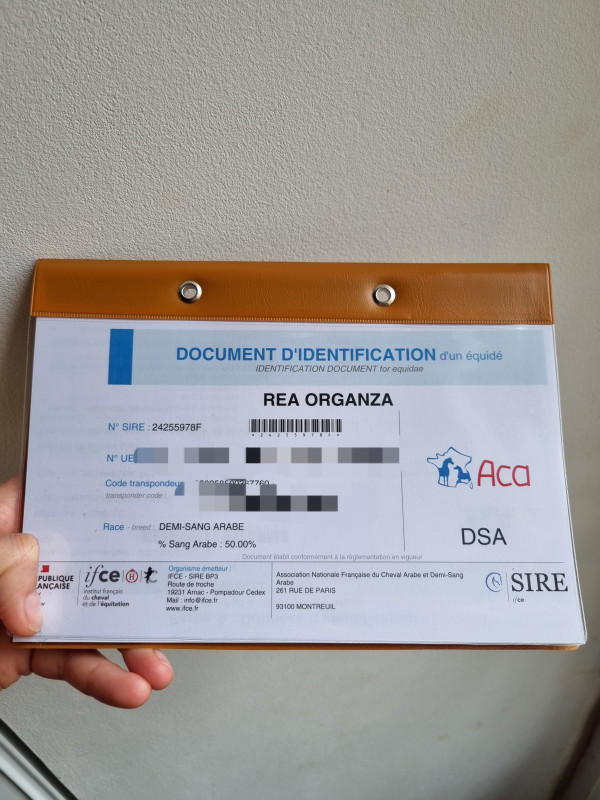 DOCUMENT D'IDENTIFICATION d'un équidé
IDENTIFICATION DOCUMENT for equidae
REA ORGANZA
N° SIRE : 24255978F
N° UE
Code transpondeur
transponder code :
Race - breed : DEMI-SANG ARABE
% Sang Arabe : 50.00%
Aca
DSA
Document établi conformément à la réglementation en vigueur
PUBLIQUE
ANÇAISE
ifce
institut français
du cheval
et de l'équitation
Organisme émetteur :
IFCE - SIRE BP3
Route de troche
19231 Arnac - Pompadour Cedex
Mail : info@ifce.fr
www.ifce.fr
Association Nationale Française du Cheval Arabe et Demi-Sang
Arabe
261 RUE DE PARIS
93100 MONTREUIL
SIRE
ifce